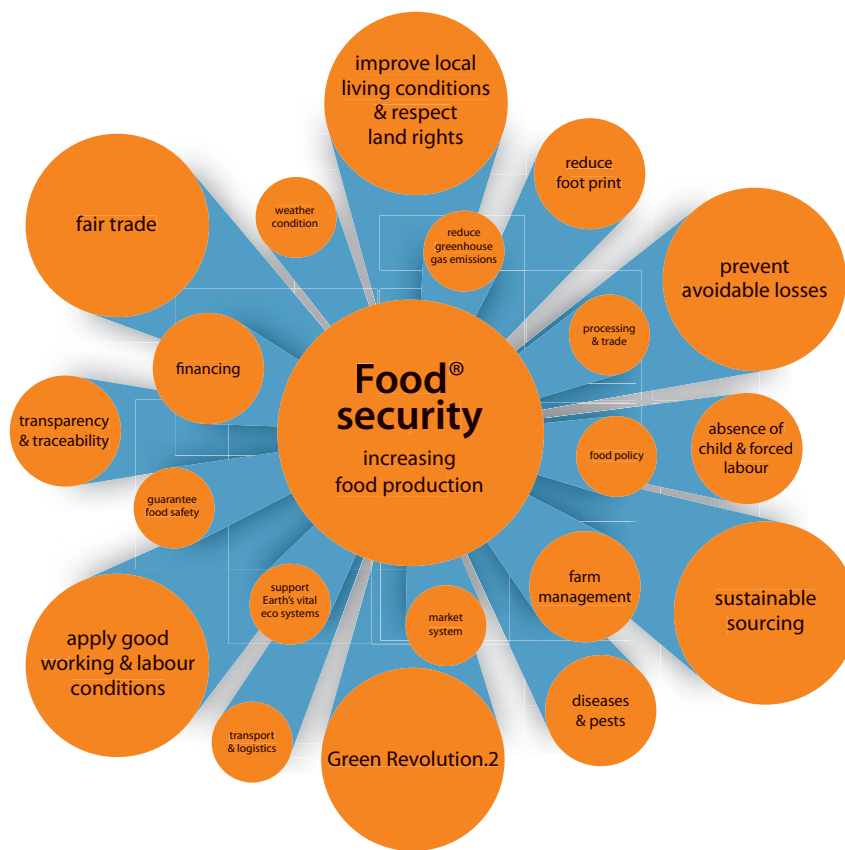 improve local
living conditions
& respect
land rights
reduce
foot print
fair trade
weather
condition
reduce
greenhouse
gas emissions
prevent
avoidable losses
processing
& trade
financing
Food®
security
increasing
food production
transparency
& traceability
absence of
child & forced
labour
food policy
guarantee
food safety
farm
management
sustainable
sourcing
support
Earth's vital
eco systems
market
system
apply good
working & labour
conditions
diseases
& pests
transport
& logistics
Green Revolution.2